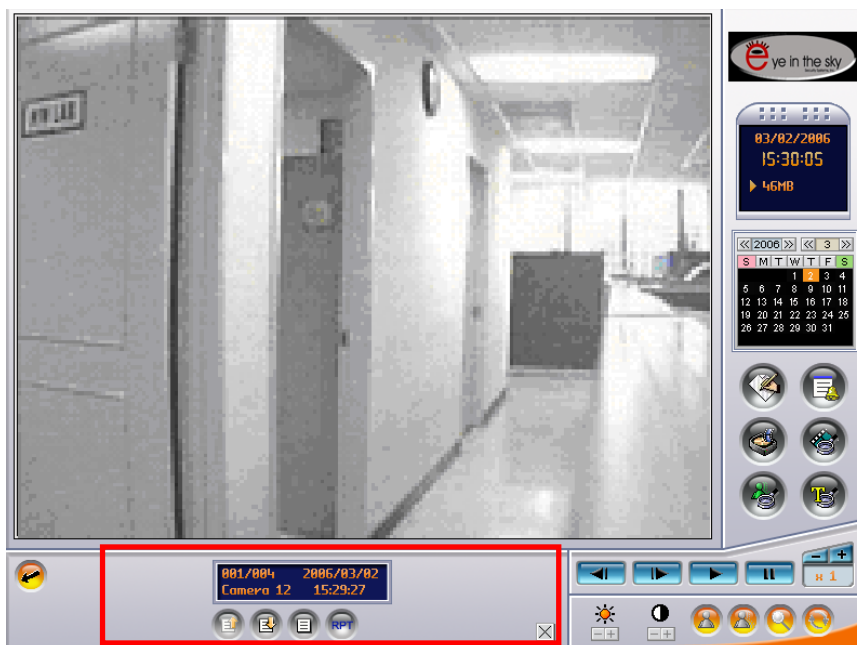 eye in the sky
03/02/2006
15:30:05
46MB
2006 3
S M T W T F S
1 2 3 4
5 6 7 8 9 10 11
12 13 14 15 16 17 18
19 20 21 22 23 24 25
26 27 28 29 30 31
001/004 2006/03/02
Camera 12 15:29:27
RPT
x 1